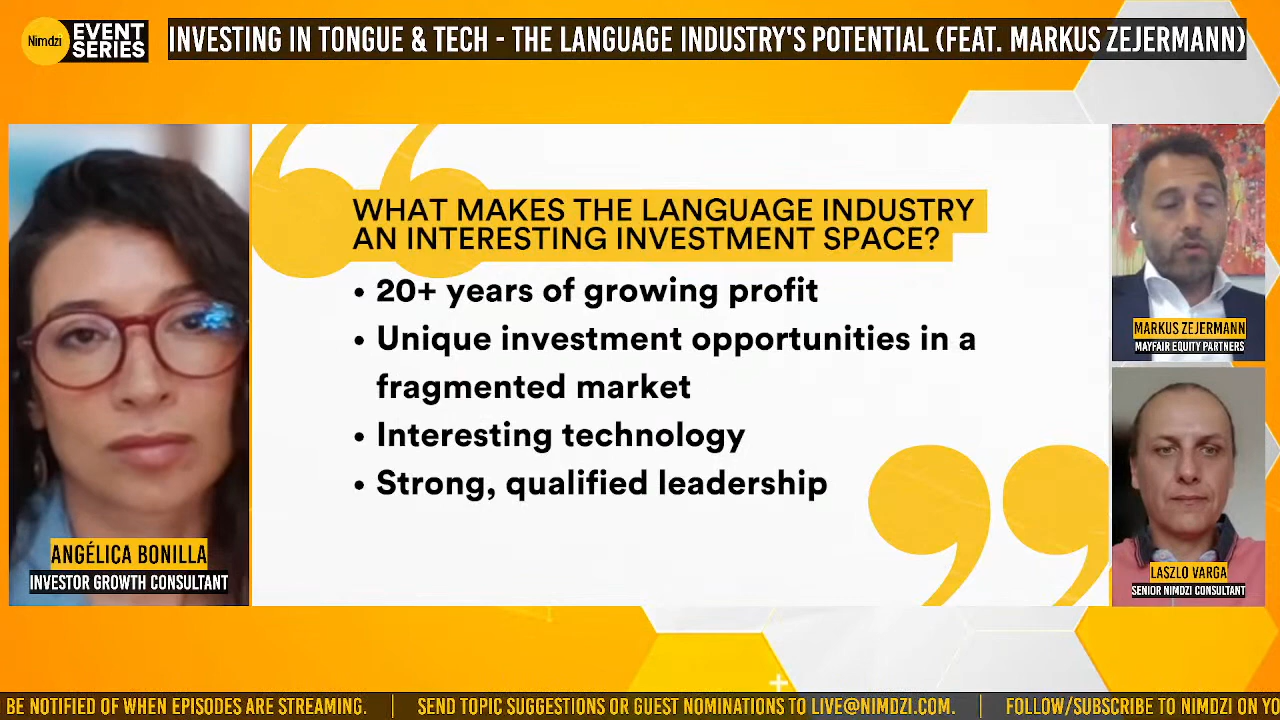 Nimdzi
EVENT
SERIES
INVESTING IN TONGUE & TECH - THE LANGUAGE INDUSTRY'S POTENTIAL (FEAT. MARKUS ZEJERMANN)
WHAT MAKES THE LANGUAGE INDUSTRY
AN INTERESTING INVESTMENT SPACE?
• 20+ years of growing profit
• Unique investment opportunities in a
fragmented market
• Interesting technology
• Strong, qualified leadership
ANGÉLICA BONILLA
INVESTOR GROWTH CONSULTANT
MARKUS ZEJERMANN
MAYFAIR EQUITY PARTNERS
LASZLO VARGA
SENIOR NIMDZI CONSULTANT
BE NOTIFIED OF WHEN EPISODES ARE STREAMING. | SEND TOPIC SUGGESTIONS OR GUEST NOMINATIONS TO LIVE@NIMDZI.COM. | FOLLOW/SUBSCRIBE TO NIMDZI ON YO